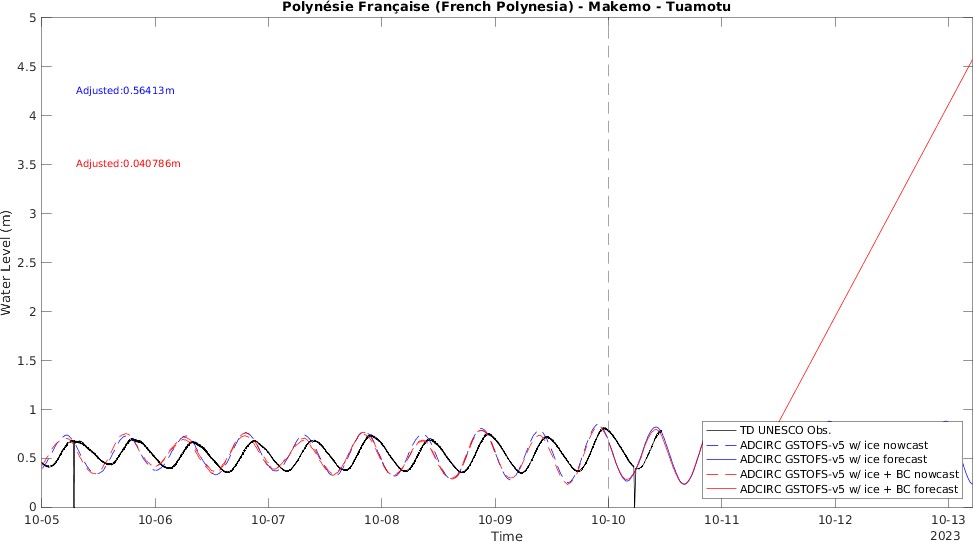 Polynésie Française (French Polynesia) - Makemo - Tuamotu
5
4.5
4
3.5
3
2.5
2
1.5
1
0.5
0
Water Level (m)
Adjusted:0.56413m
Adjusted:0.040786m
TD UNESCO Obs.
ADCIRC GSTOFS-v5 w/ ice nowcast
ADCIRC GSTOFS-v5 w/ ice forecast
ADCIRC GSTOFS-v5 w/ ice + BC nowcast
ADCIRC GSTOFS-v5 w/ ice + BC forecast
10-05 10-06 10-07 10-08 10-09 10-10 10-11 10-12 10-13
Time
2023